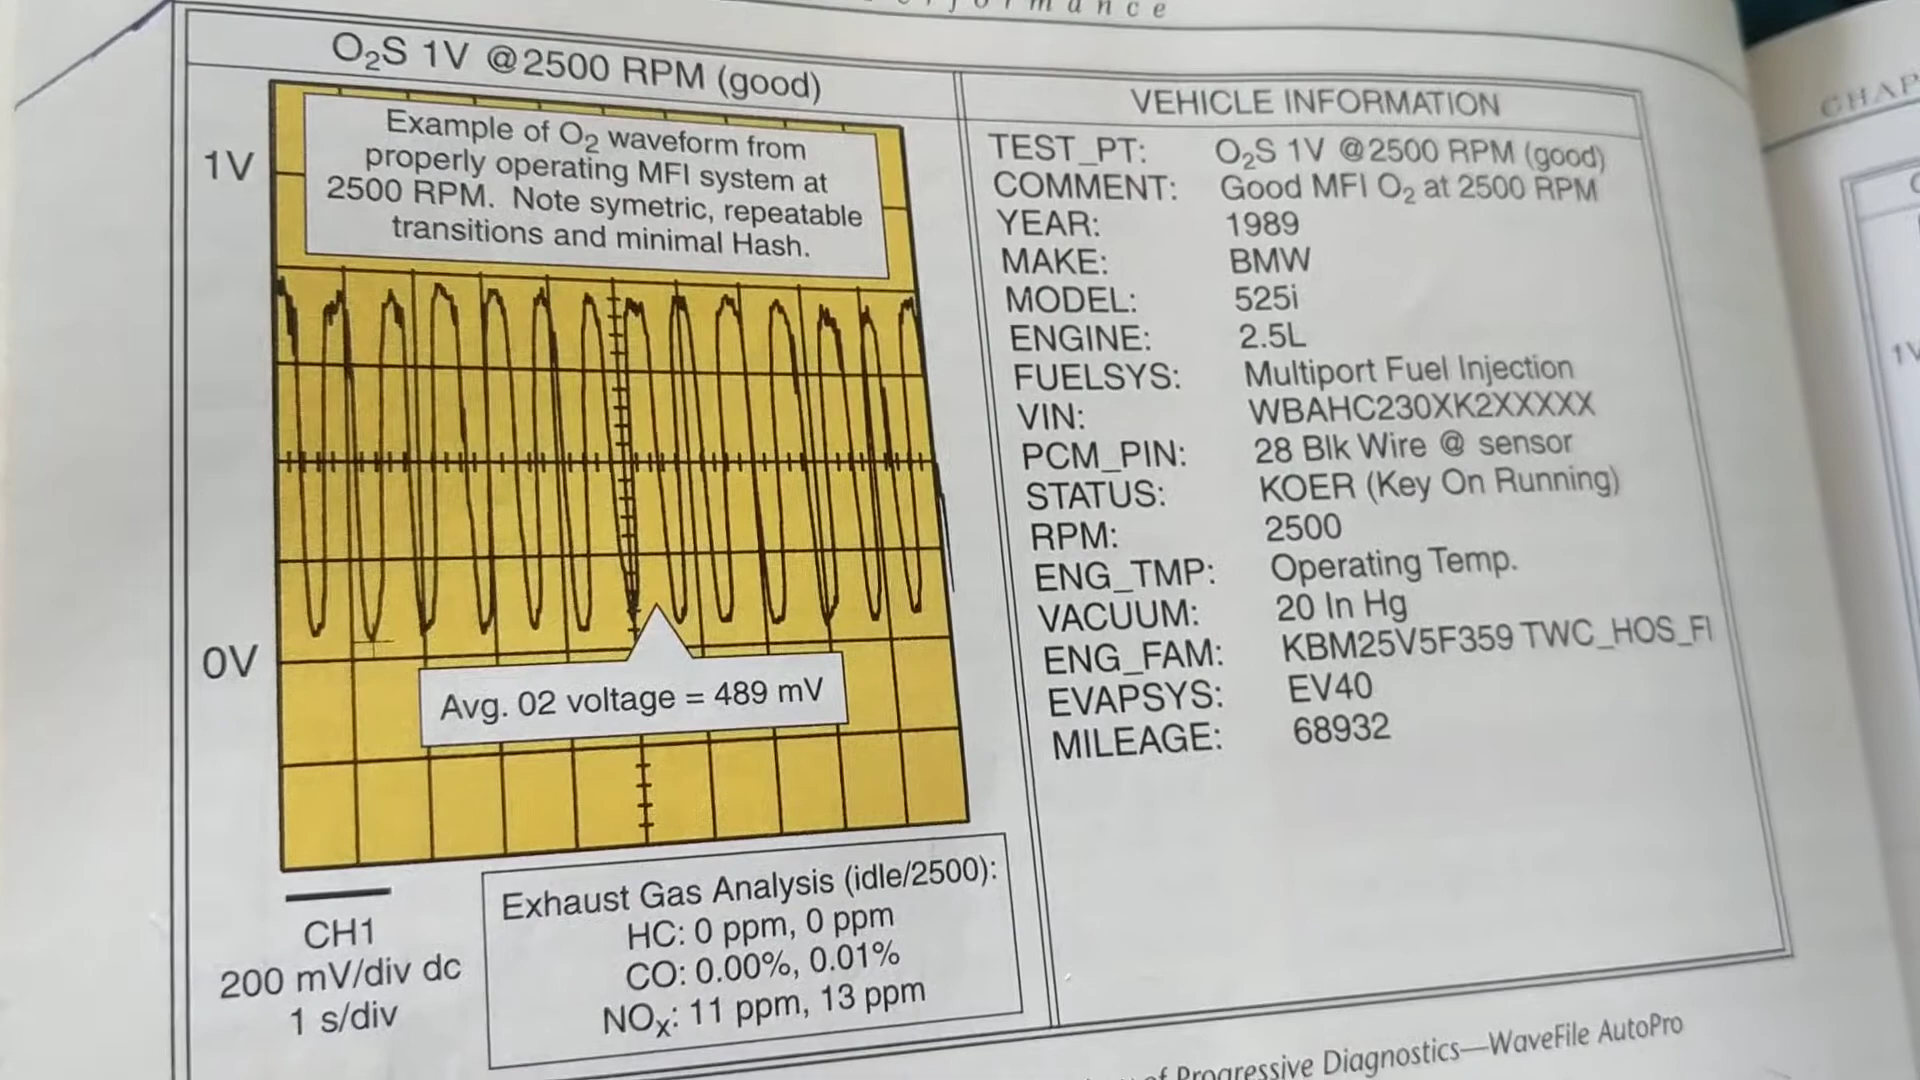 O₂S 1V @2500 RPM (good)
1V
Example of O₂ waveform from
properly operating MFI system at
2500 RPM. Note symetric, repeatable
transitions and minimal Hash.
0V
Avg. 02 voltage = 489 mV
CH1
200 mV/div dc
1 s/div
Exhaust Gas Analysis (idle/2500):
HC: 0 ppm, 0 ppm
CO: 0.00%, 0.01%
NOₓ: 11 ppm, 13 ppm
VEHICLE INFORMATION
TEST_PT: O₂S 1V @2500 RPM (good)
COMMENT: Good MFI O₂ at 2500 RPM
YEAR: 1989
MAKE: BMW
MODEL: 525i
ENGINE: 2.5L
FUELSYS: Multiport Fuel Injection
VIN: WBAHC230XK2XXXXX
PCM_PIN: 28 Blk Wire @ sensor
STATUS: KOER (Key On Running)
RPM: 2500
ENG_TMP: Operating Temp.
VACUUM: 20 In Hg
ENG_FAM: KBM25V5F359 TWC_HOS_FI
EVAPSYS: EV40
MILEAGE: 68932
of Progressive Diagnostics—WaveFile AutoPro
CHAP
1V